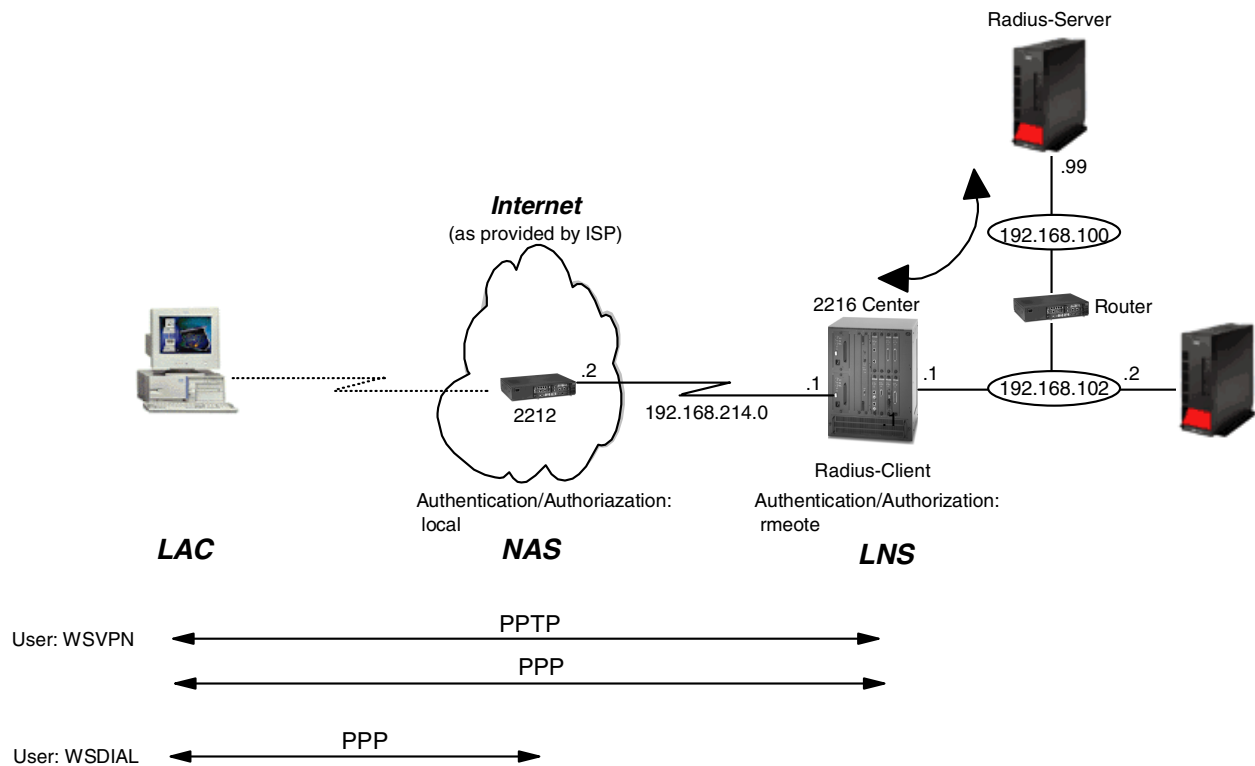 Radius-Server
.99
Internet
(as provided by ISP)
192.168.100
2216 Center
Router
.2
.1
.1
192.168.102
.2
2212
192.168.214.0
.1
Radius-Client
Authentication/Authoriazation:
local
Authentication/Authorization:
rmeote
LAC
NAS
LNS
User: WSVPN
PPTP
PPP
User: WSDIAL
PPP